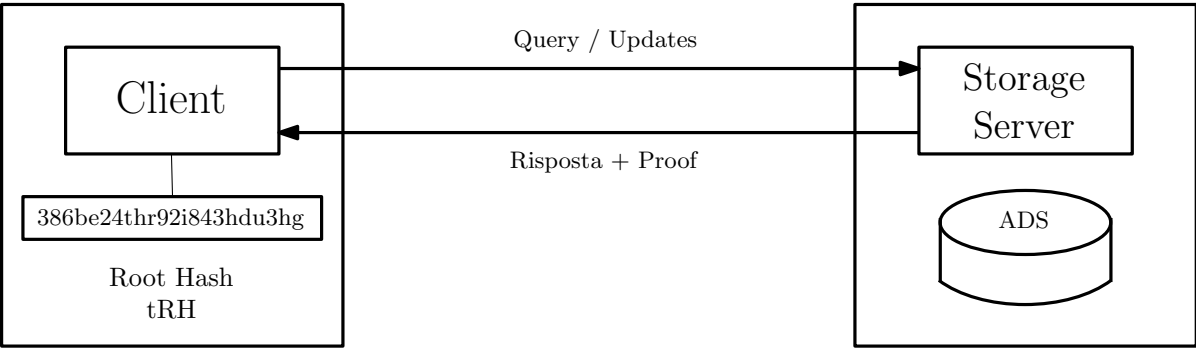 Query / Updates
Client
Storage
Server
Risposta + Proof
386be24thr92i843hdu3hg
ADS
Root Hash
tRH